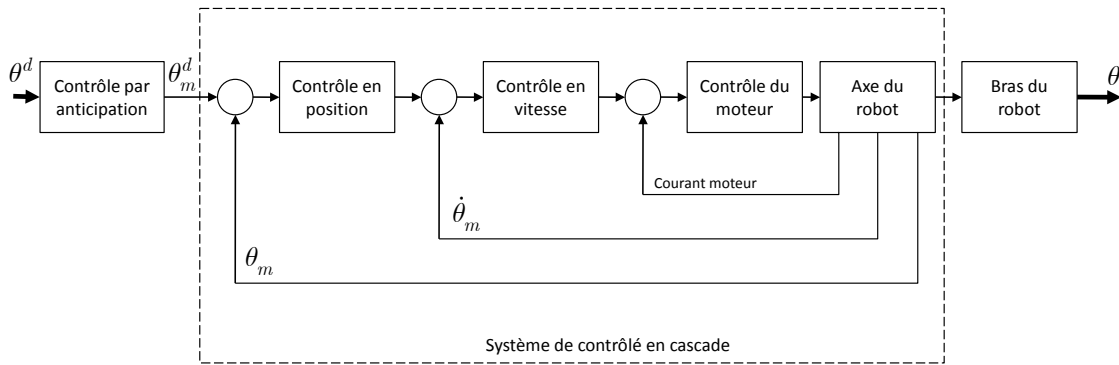 θ^d
Contrôle par
anticipation
θ_m^d
Contrôle en
position
Contrôle en
vitesse
Contrôle du
moteur
Axe du
robot
Bras du
robot
θ
Courant moteur
θ̇_m
θ_m
Système de contrôlé en cascade